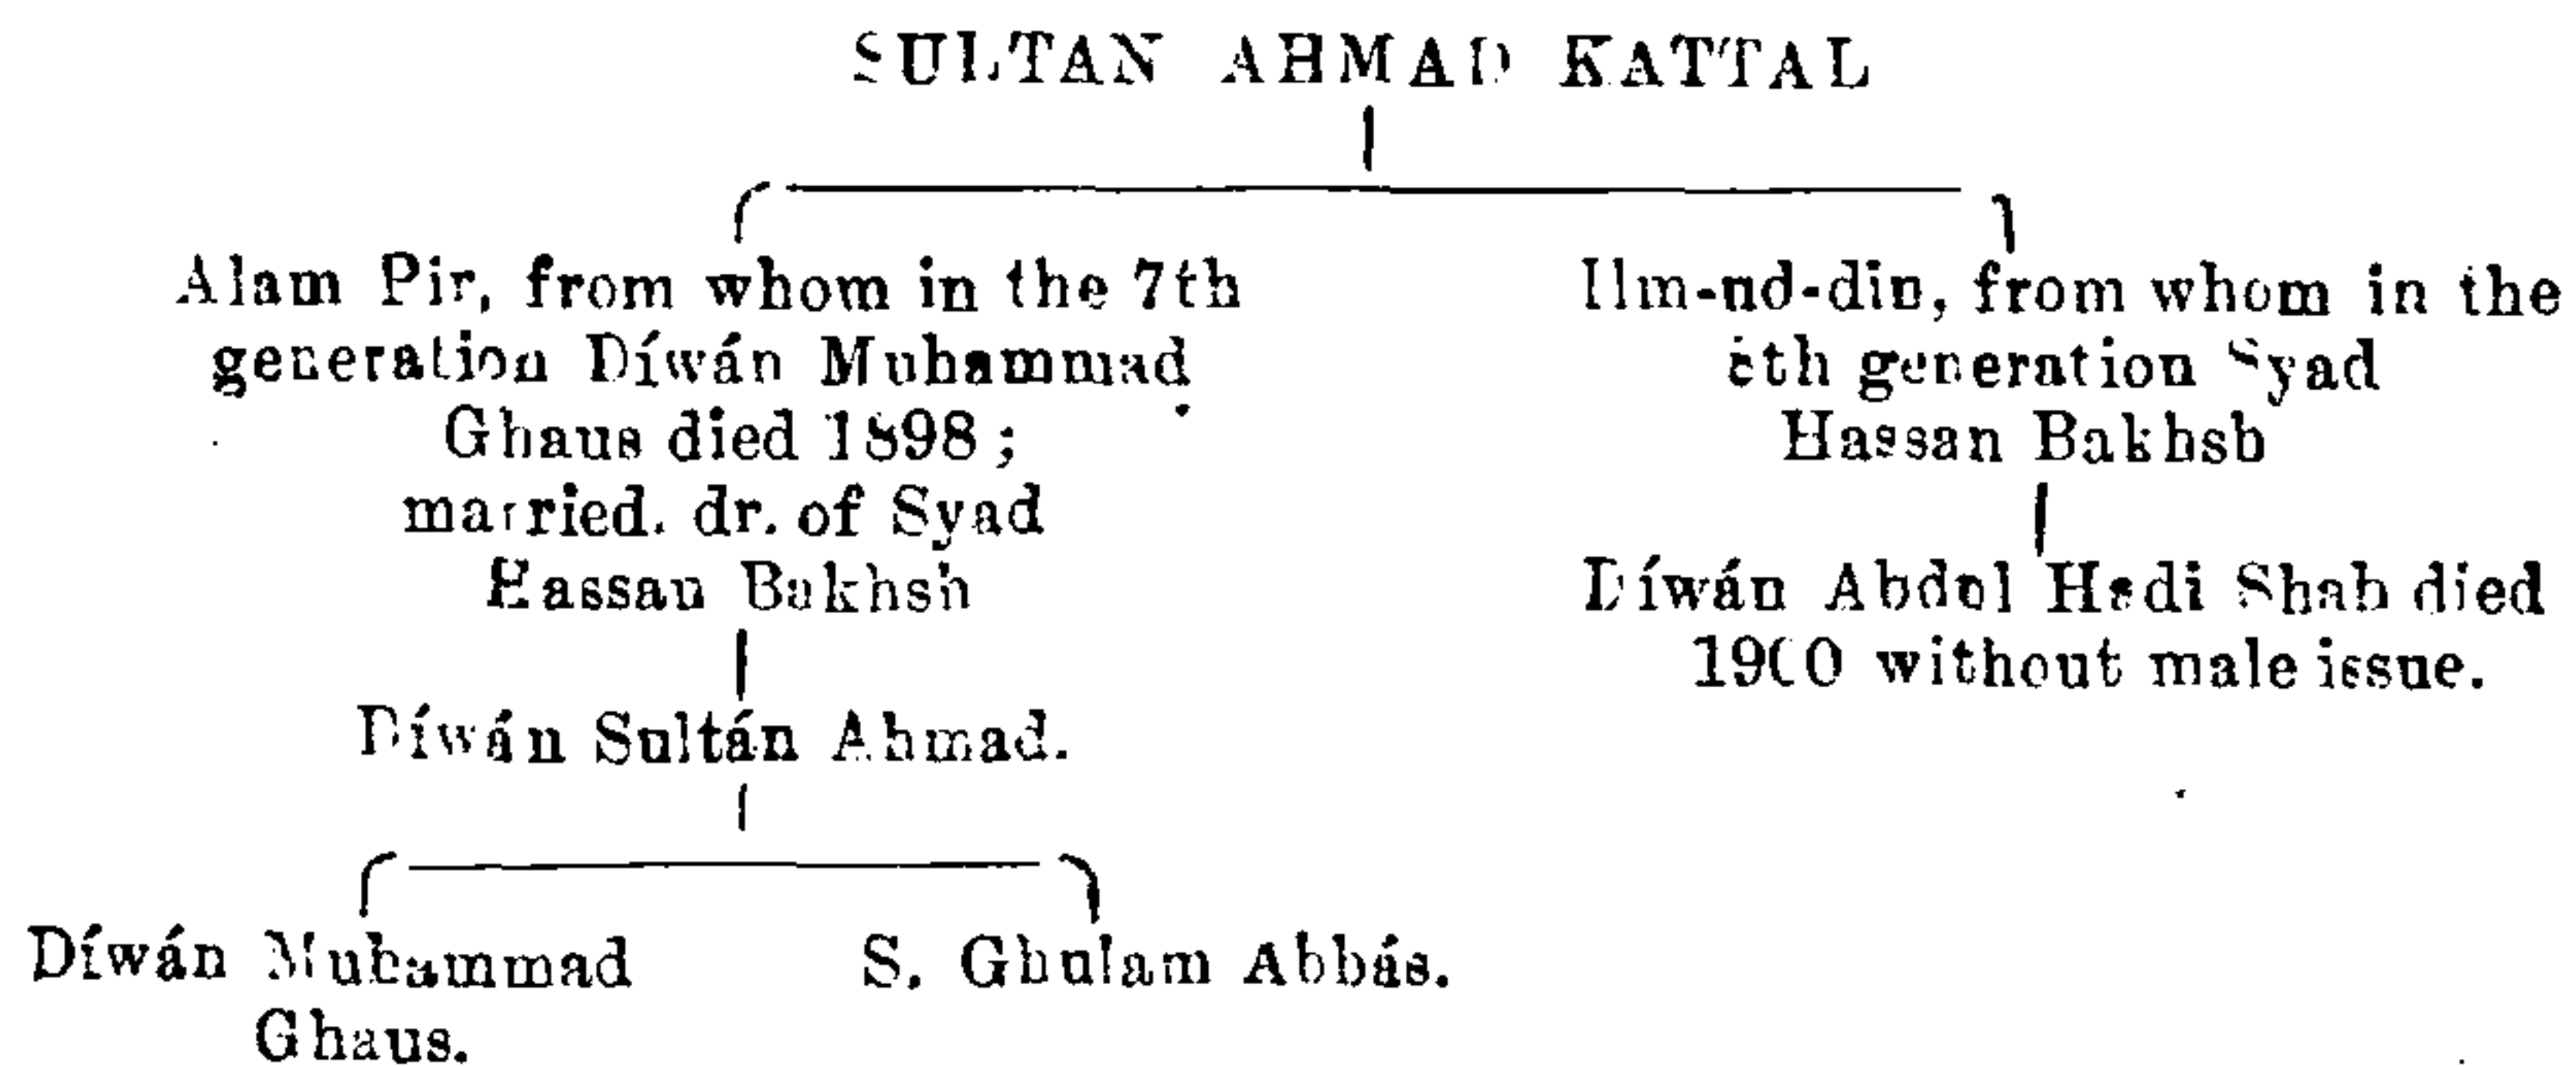 SULTAN AHMAD KATTAL
Alam Pir, from whom in the 7th
generation Díwán Muhammad
Ghaus died 1898;
married. dr. of Syad
Hassan Bakhsh
Ilm-ud-din, from whom in the
generation Syad
Hassan Bakhsh
Díwán Abdul Hadi Shah died
1900 without male issue.
Díwán Sultán Ahmad.
Díwán Muhammad
Ghaus.
S. Ghulam Abbás.